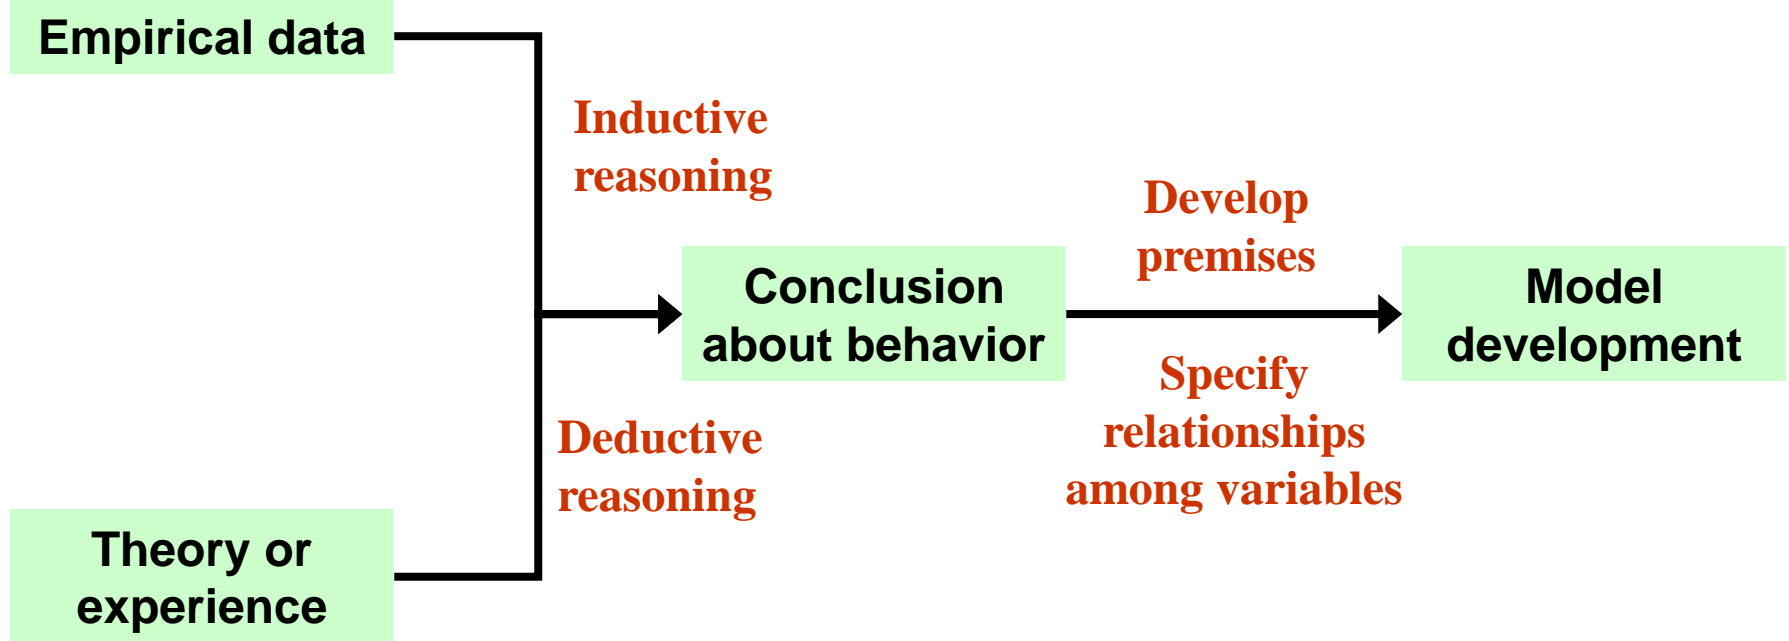 Empirical data
Inductive
reasoning
Develop
premises
Conclusion
about behavior
Model
development
Specify
relationships
among variables
Deductive
reasoning
Theory or
experience